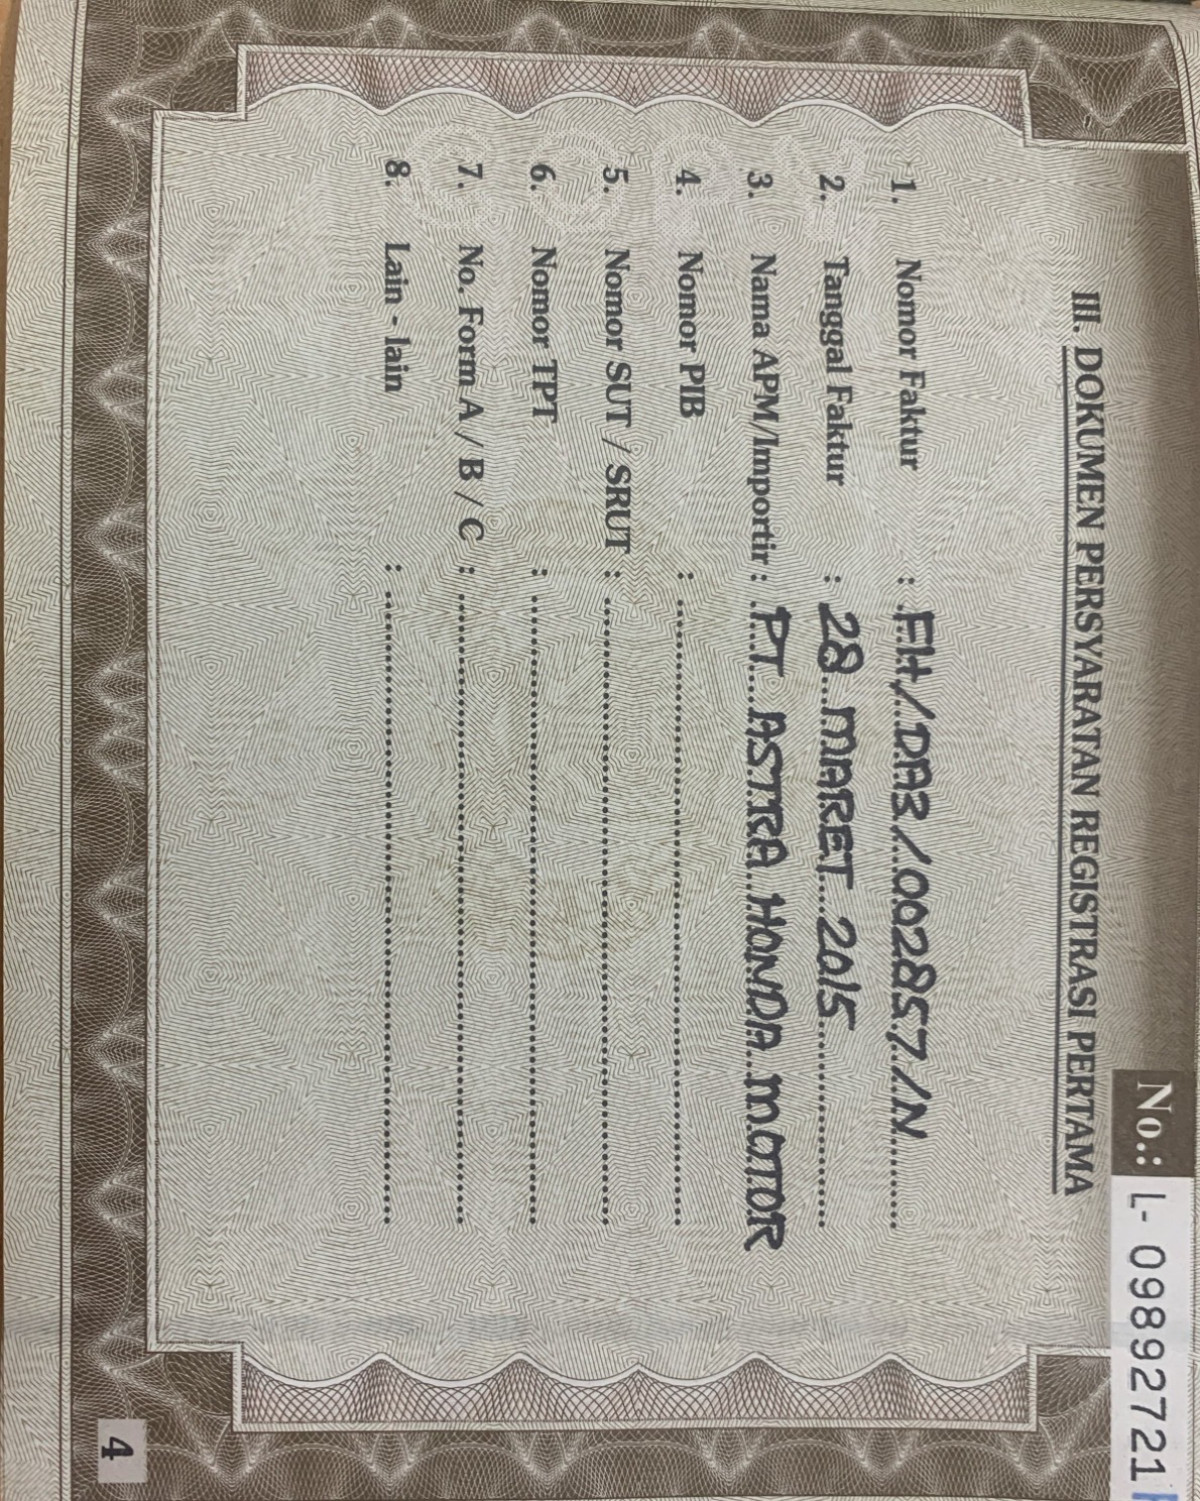 No.: L- 09892721
III. DOKUMEN PERSYARATAN REGISTRASI PERTAMA
1. Nomor Faktur : FH/DA3/002857/N
2. Tanggal Faktur : 28 MARET 2015
3. Nama APM/Importir : PT ASTRA HONDA MOTOR
4. Nomor PIB :
5. Nomor SUT / SRUT :
6. Nomor TPT :
7. No. Form A / B / C :
8. Lain - lain :
4